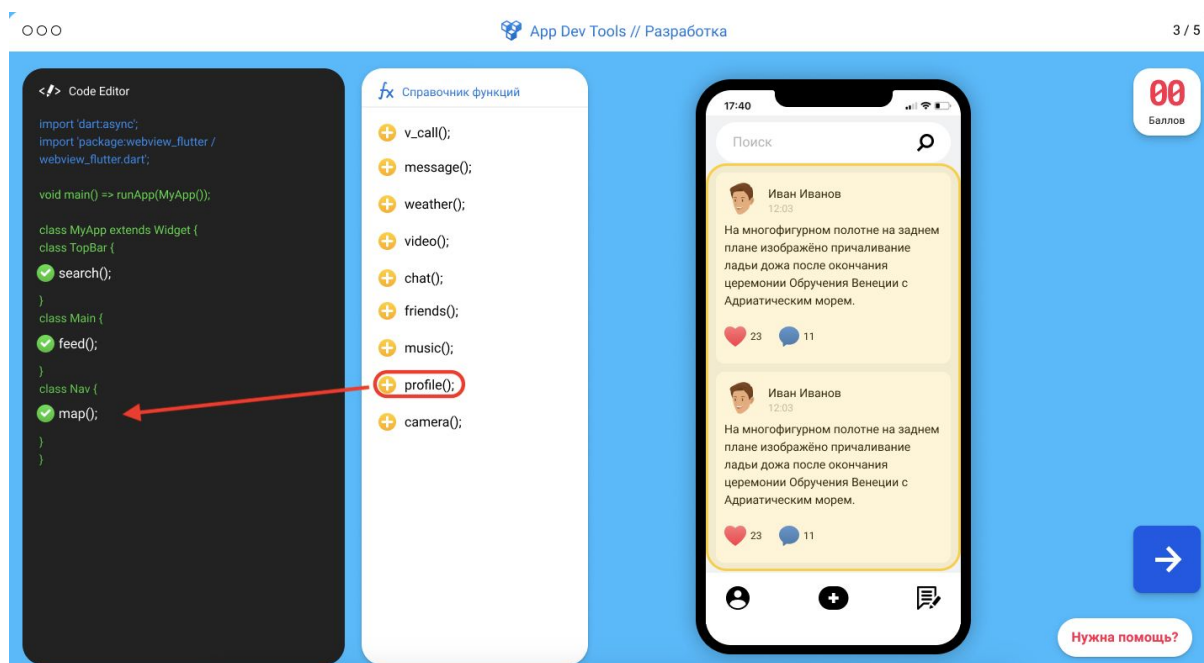 App Dev Tools // Разработка
3 / 5
Code Editor
import 'dart:async';
import 'package:webview_flutter /
webview_flutter.dart';
void main() => runApp(MyApp());
class MyApp extends Widget {
class TopBar {
search();
}
class Main {
feed();
}
class Nav {
map();
}
}
fx Справочник функций
v_call();
message();
weather();
video();
chat();
friends();
music();
profile();
camera();
17:40
Поиск
Иван Иванов
12:03
На многофигурном полотне на заднем
плане изображёно причаливание
ладьи дожа после окончания
церемонии Обручения Венеции с
Адриатическим морем.
23 11
Иван Иванов
12:03
На многофигурном полотне на заднем
плане изображёно причаливание
ладьи дожа после окончания
церемонии Обручения Венеции с
Адриатическим морем.
23 11
00
Баллов
Нужна помощь?